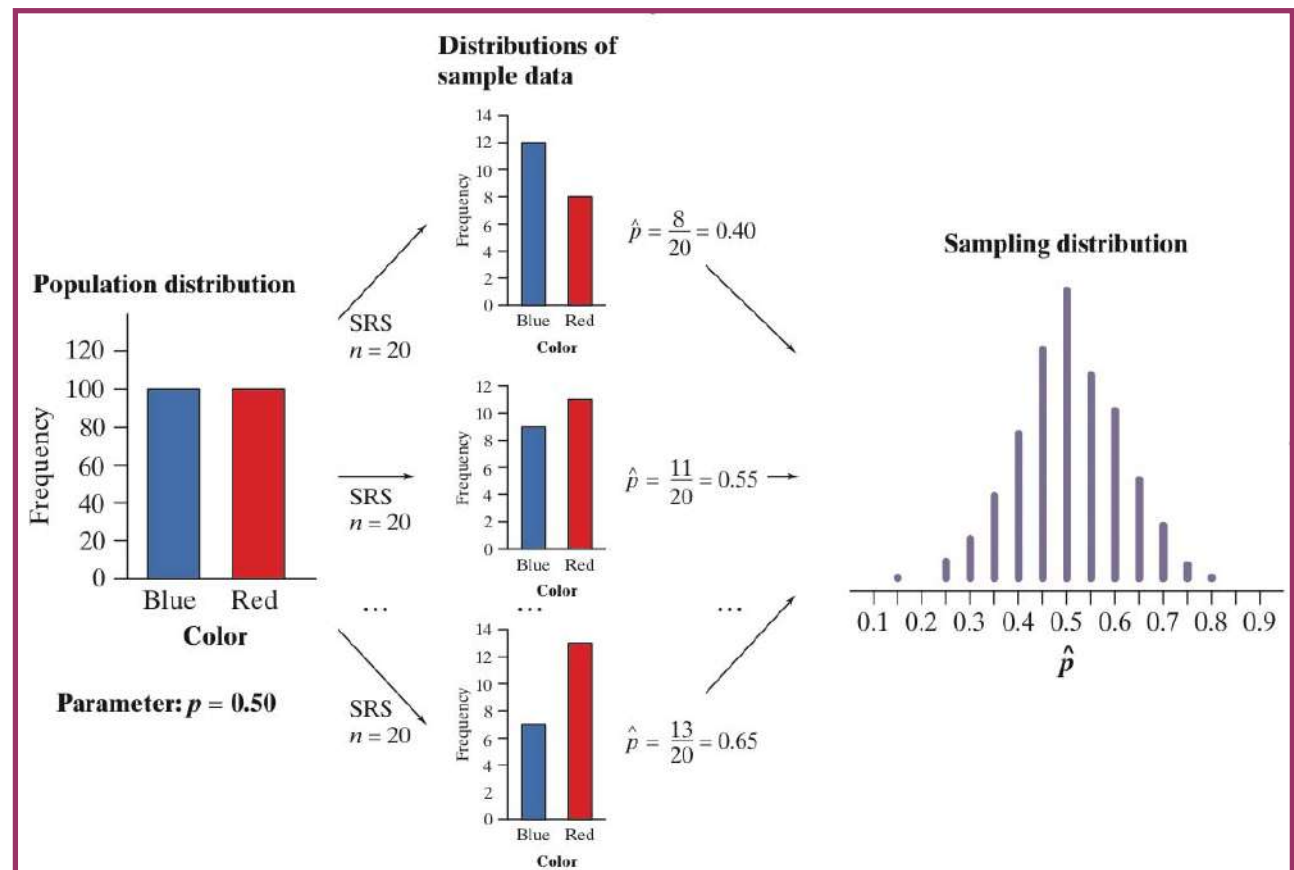 Distributions of
sample data
14
12
10
8
6
4
2
0
Frequency
Blue Red
Color
p̂ = 8/20 = 0.40
Sampling distribution
Population distribution
120
100
80
60
40
20
0
Frequency
Blue Red
Color
Parameter: p = 0.50
SRS
n = 20
SRS
n = 20
SRS
n = 20
12
10
8
6
4
2
0
Frequency
Blue Red
Color
p̂ = 11/20 = 0.55
... ... ...
14
12
10
8
6
4
2
0
Frequency
Blue Red
Color
p̂ = 13/20 = 0.65
0.1 0.2 0.3 0.4 0.5 0.6 0.7 0.8 0.9
p̂